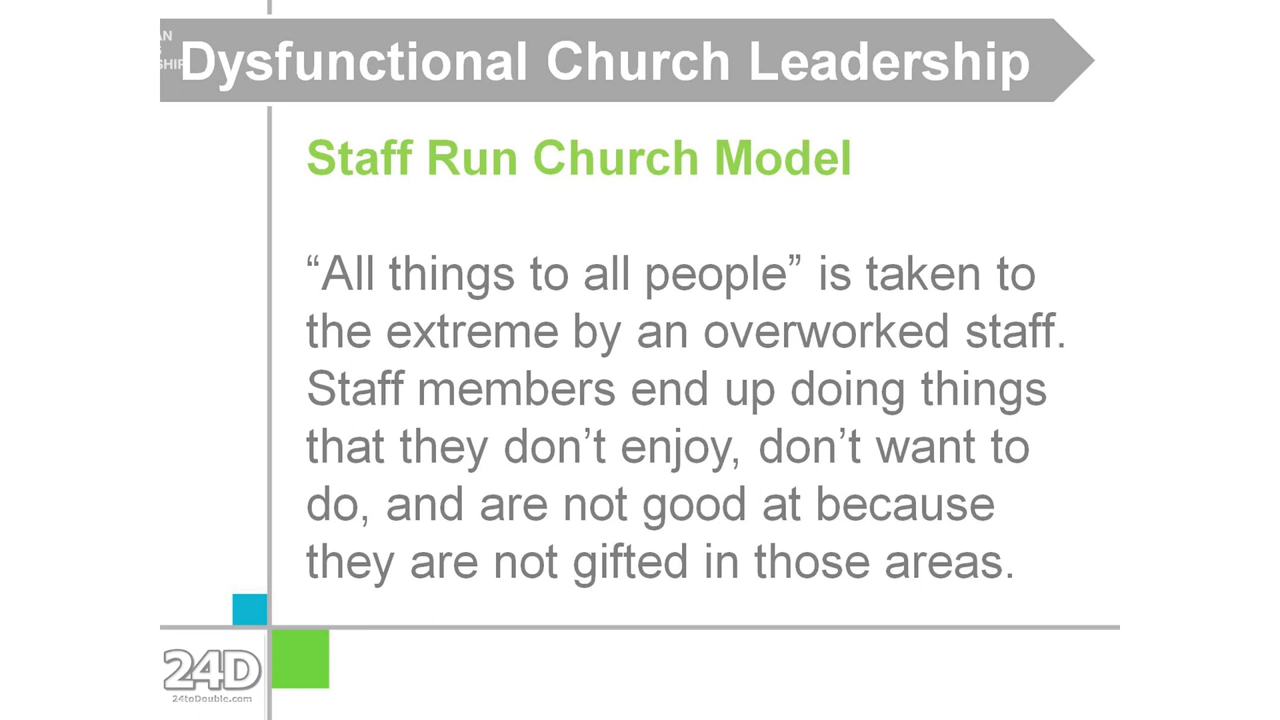 Dysfunctional Church Leadership
Staff Run Church Model
“All things to all people” is taken to
the extreme by an overworked staff.
Staff members end up doing things
that they don’t enjoy, don’t want to
do, and are not good at because
they are not gifted in those areas.
24D
24toDouble.com